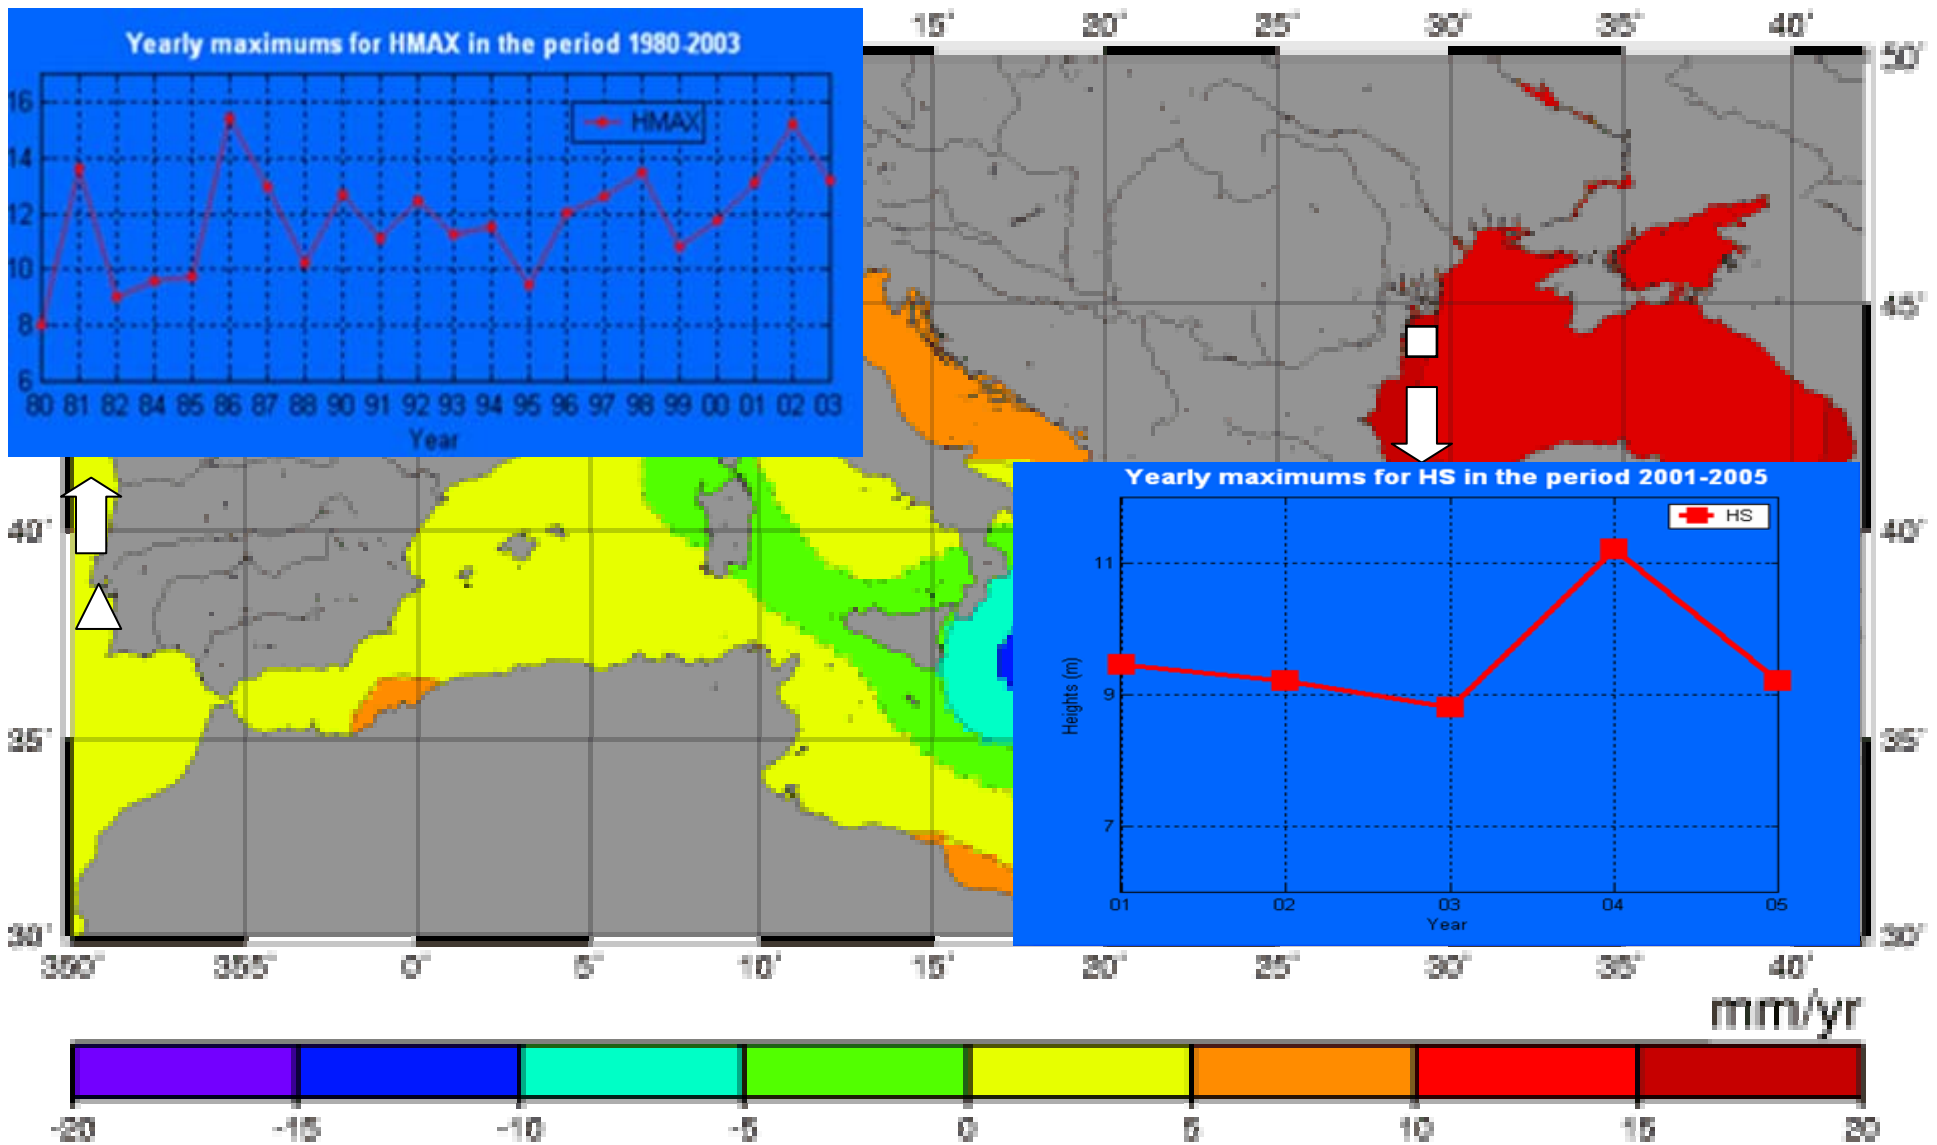 Yearly maximums for HMAX in the period 1980-2003
HMAX
16
14
12
10
8
6
80 81 82 84 85 86 87 88 90 91 92 93 94 95 96 97 98 99 00 01 02 03
Year
15° 20° 25° 30° 35° 40°
50°
45°
40° 40°
35° 35°
30° 30°
Yearly maximums for HS in the period 2001-2005
HS
11
9
7
Heights (m)
01 02 03 04 05
Year
350° 355° 0° 5° 10° 15° 20° 25° 30° 35° 40°
mm/yr
-20 -15 -10 -5 0 5 10 15 20